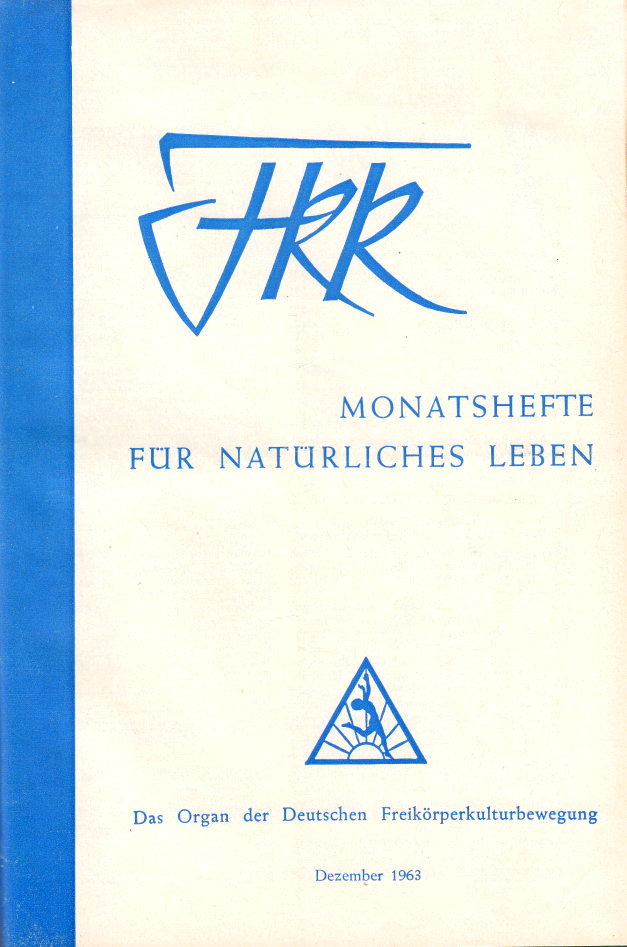 FKK
MONATSHEFTE
FÜR NATÜRLICHES LEBEN
Das Organ der Deutschen Freikörperkulturbewegung
Dezember 1963